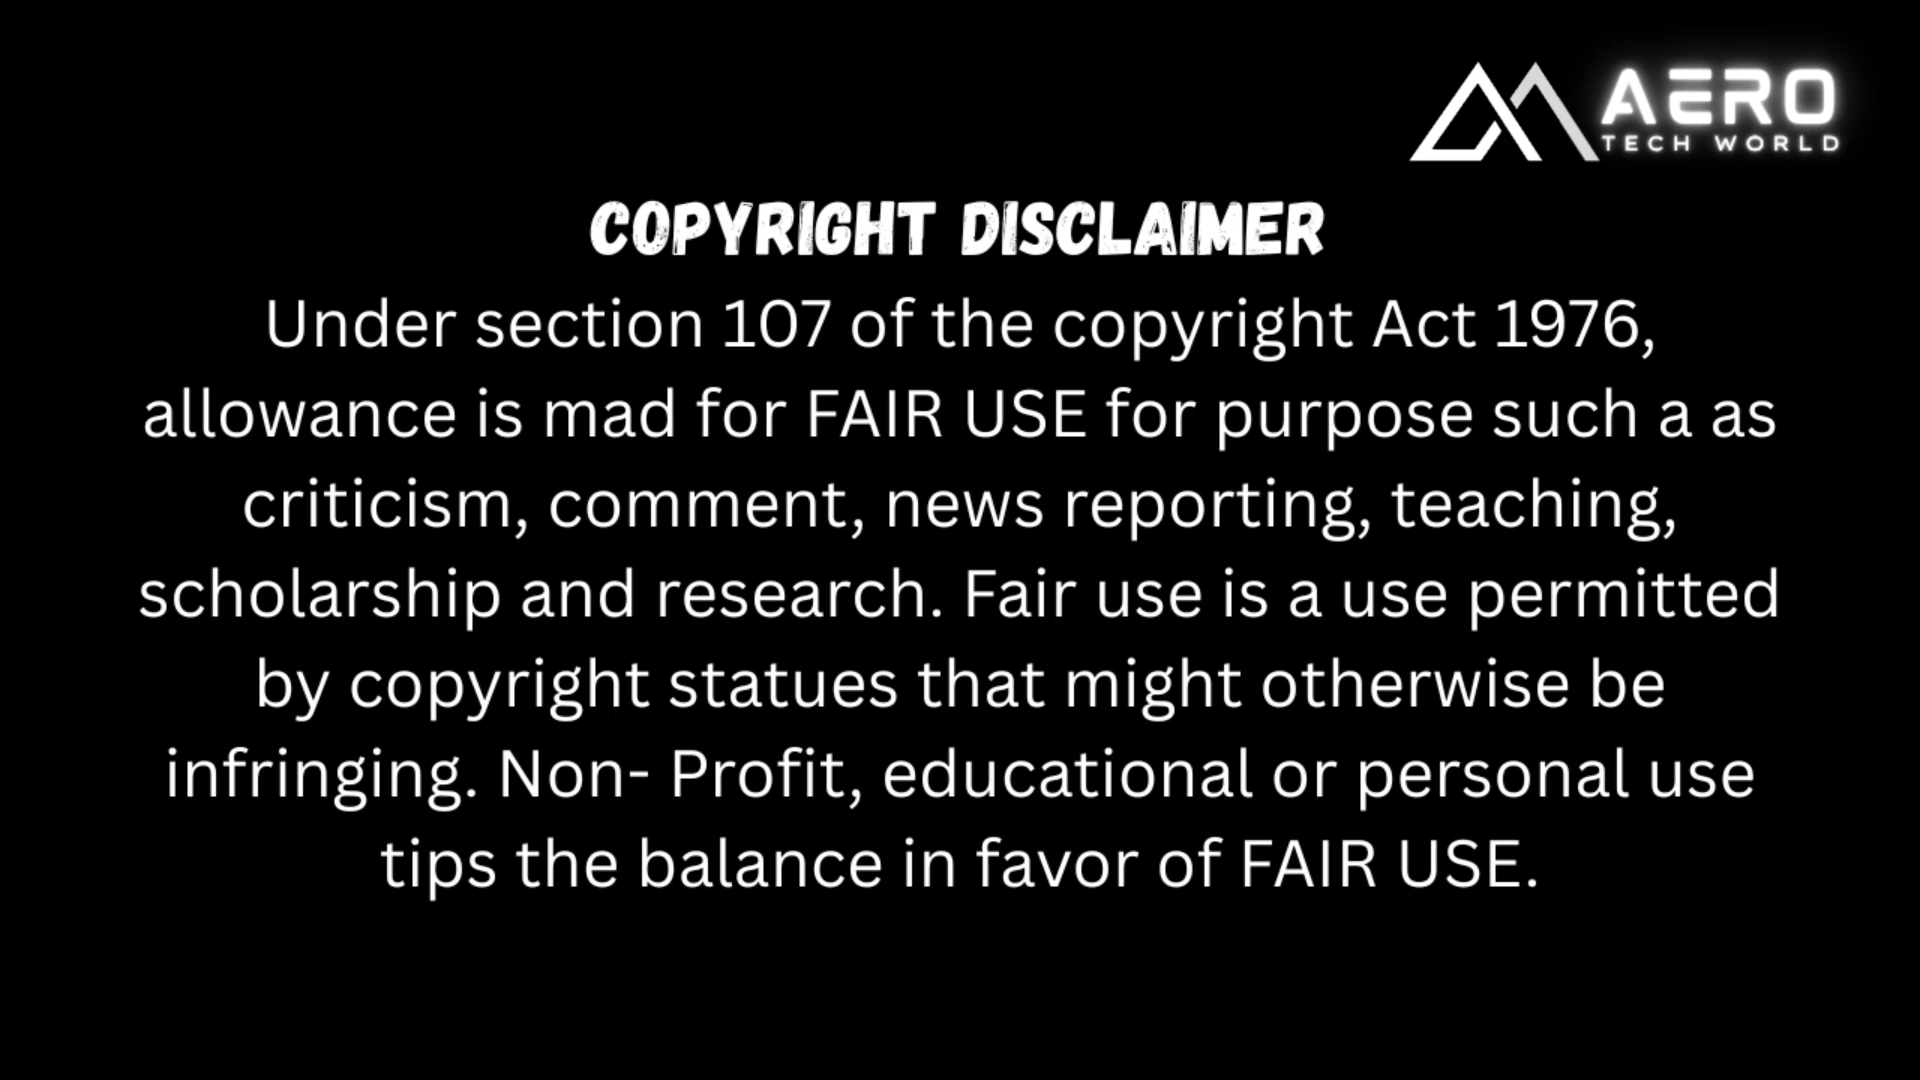 AERO
TECH WORLD
COPYRIGHT DISCLAIMER
Under section 107 of the copyright Act 1976,
allowance is mad for FAIR USE for purpose such a as
criticism, comment, news reporting, teaching,
scholarship and research. Fair use is a use permitted
by copyright statues that might otherwise be
infringing. Non- Profit, educational or personal use
tips the balance in favor of FAIR USE.